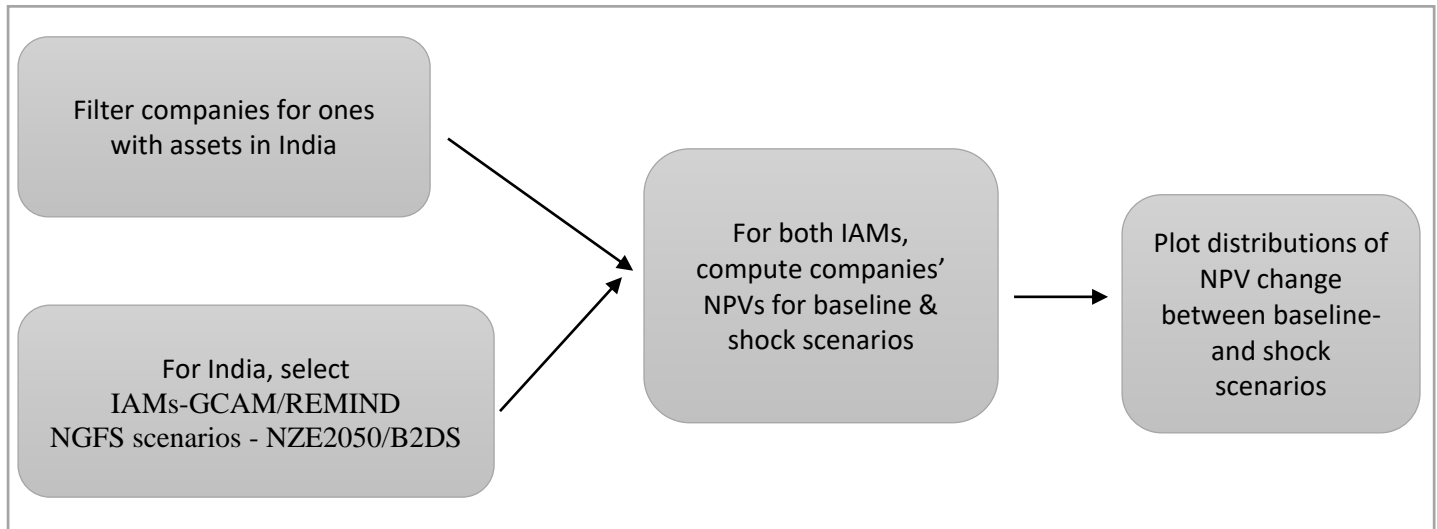 Filter companies for ones
with assets in India
For India, select
IAMs-GCAM/REMIND
NGFS scenarios - NZE2050/B2DS
For both IAMs,
compute companies’
NPVs for baseline &
shock scenarios
Plot distributions of
NPV change
between baseline-
and shock
scenarios